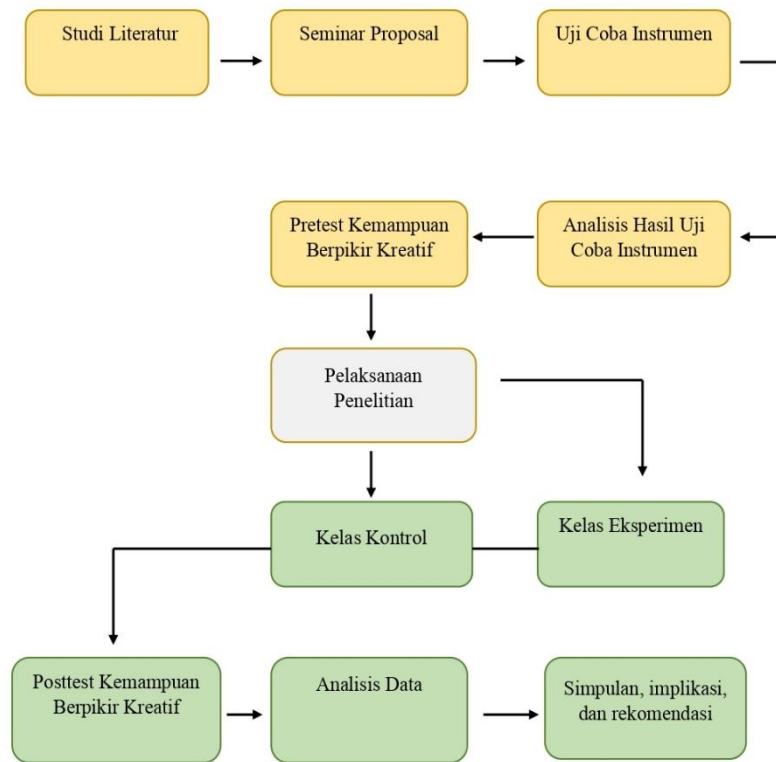 Studi Literatur
Seminar Proposal
Uji Coba Instrumen
Pretest Kemampuan
Berpikir Kreatif
Analisis Hasil Uji
Coba Instrumen
Pelaksanaan
Penelitian
Kelas Kontrol
Kelas Eksperimen
Posttest Kemampuan
Berpikir Kreatif
Analisis Data
Simpulan, implikasi,
dan rekomendasi